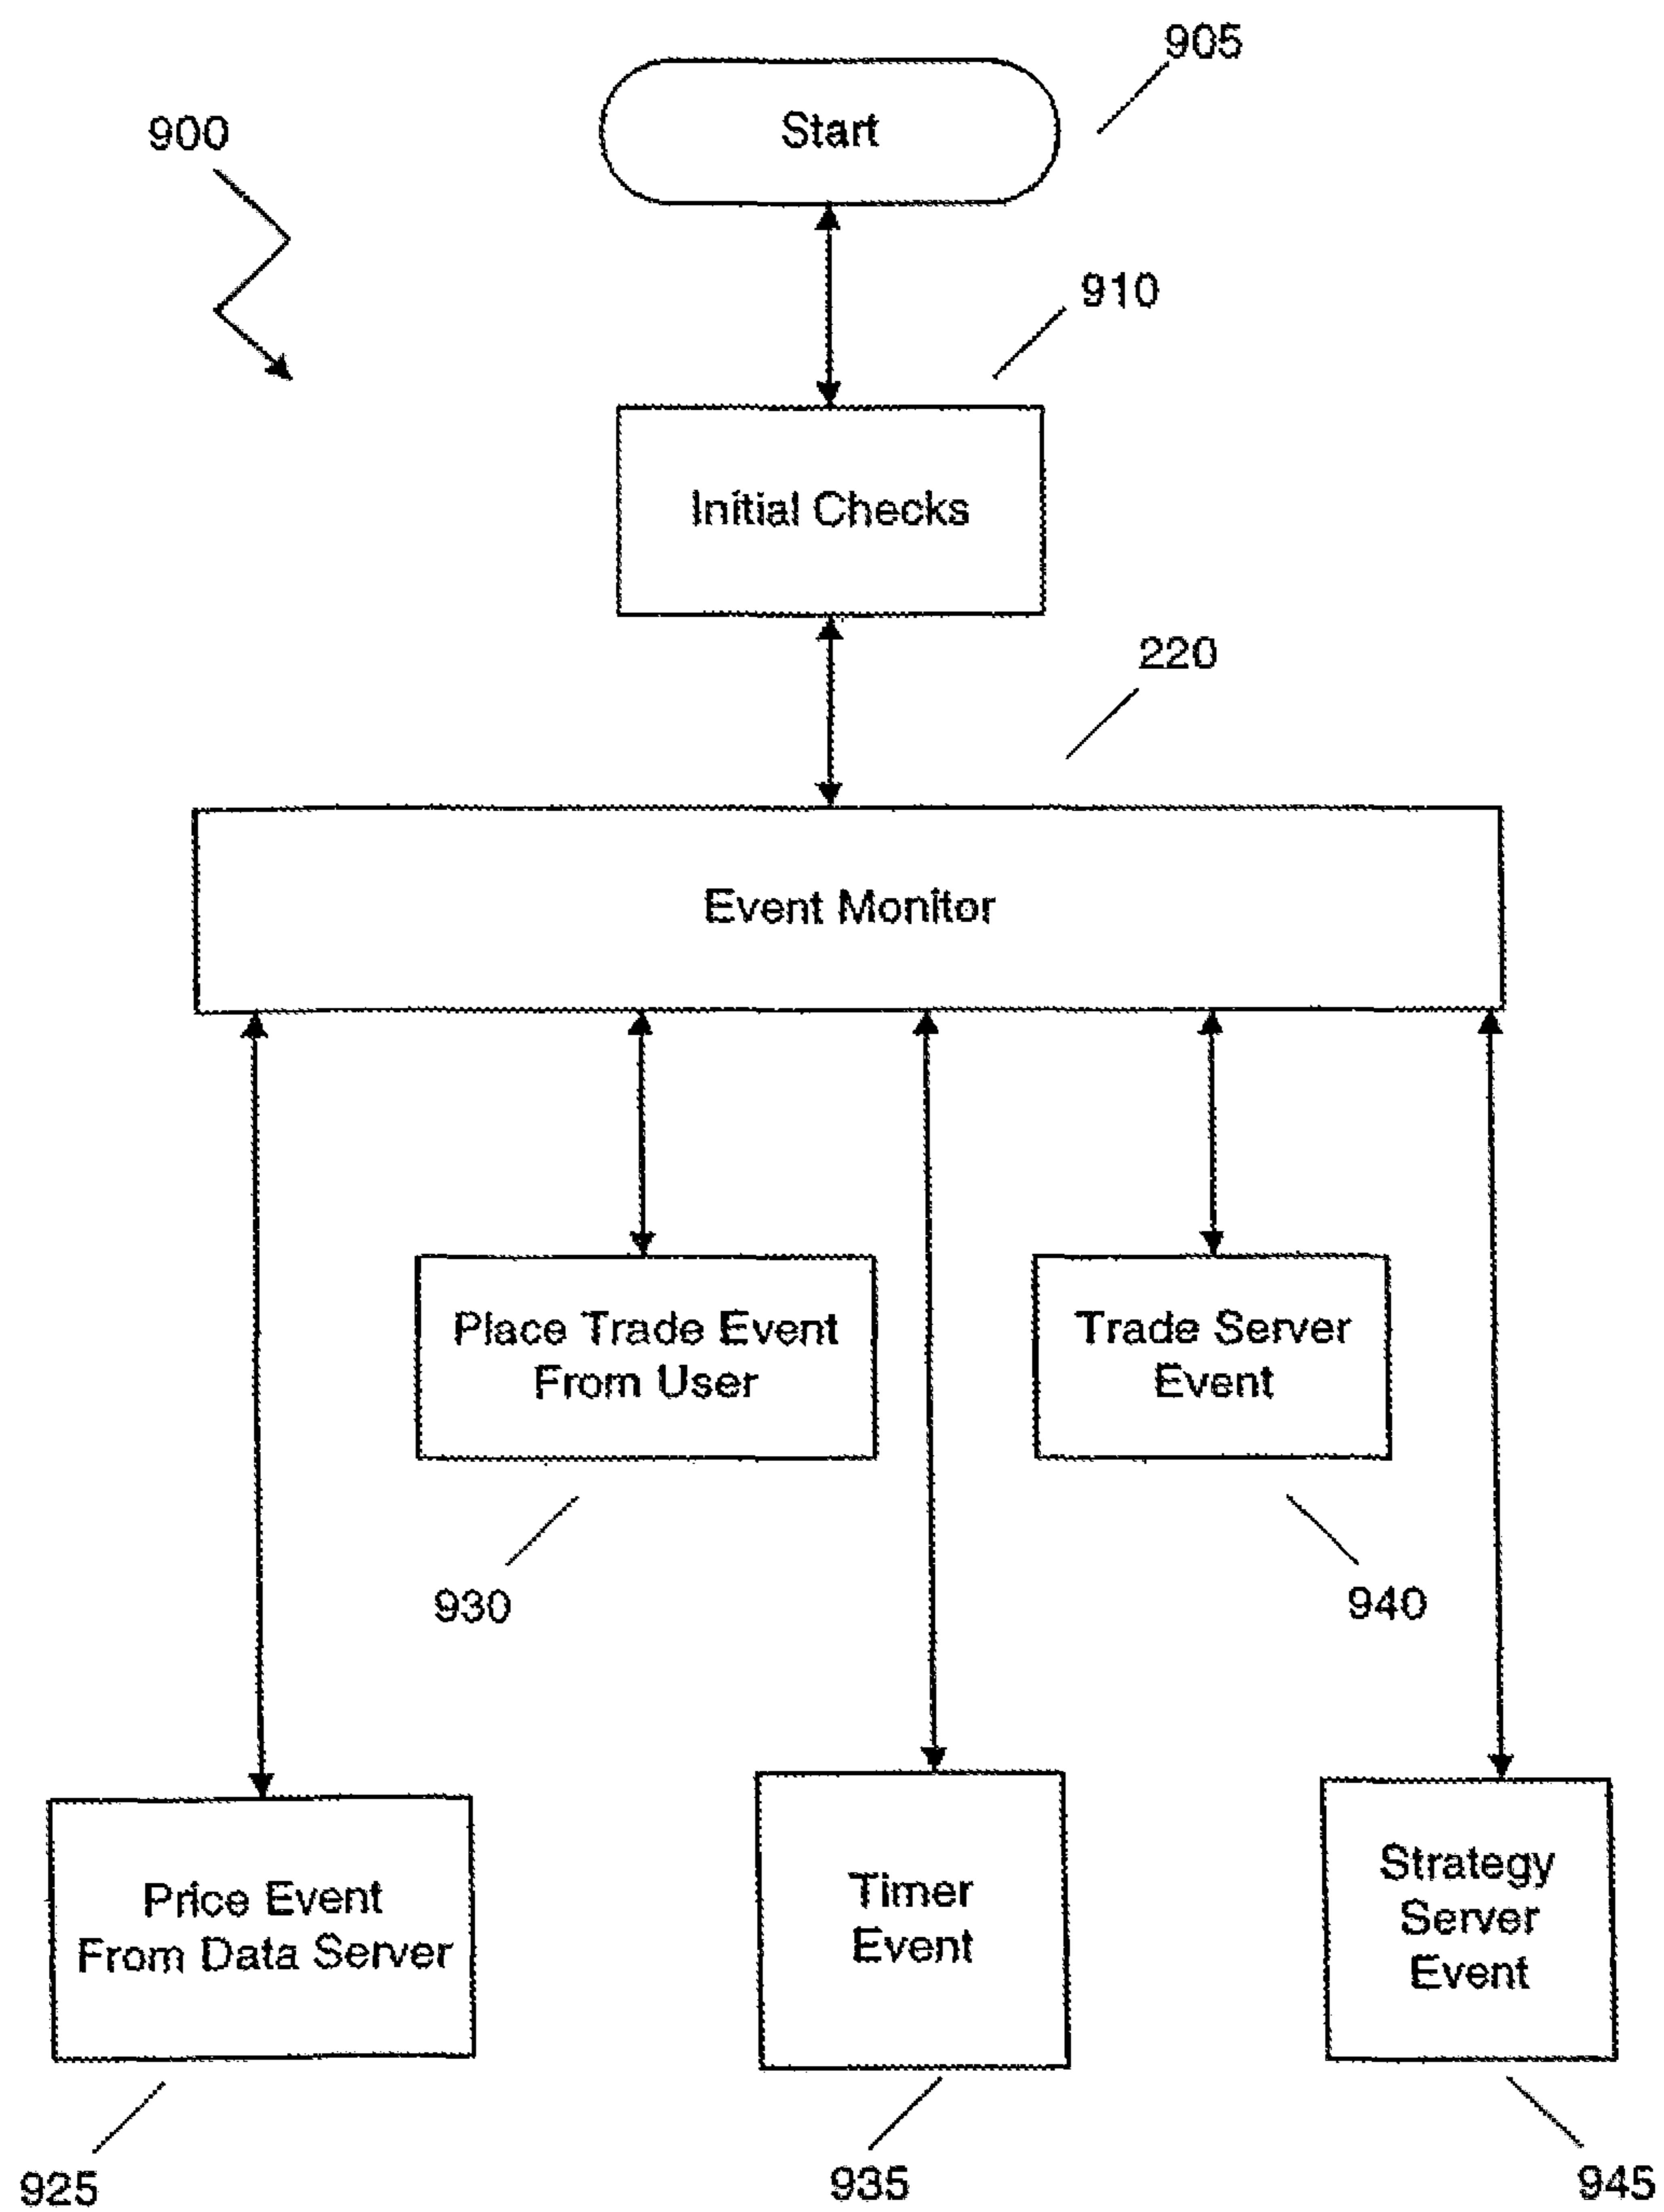 905
Start
900
910
Initial Checks
220
Event Monitor
Place Trade Event
From User
Trade Server
Event
930
940
Price Event
From Data Server
Timer
Event
Strategy
Server
Event
925
935
945